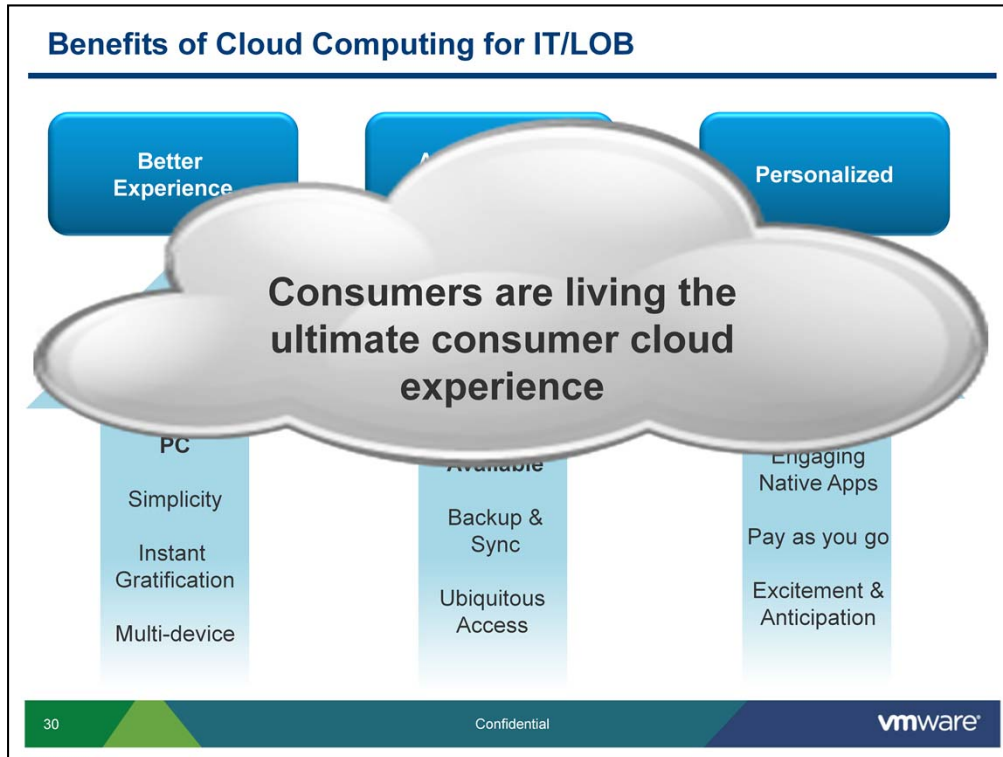 Benefits of Cloud Computing for IT/LOB
Better
Experience
Personalized
Consumers are living the
ultimate consumer cloud
experience
PC
Simplicity
Instant
Gratification
Multi-device
Available
Backup &
Sync
Ubiquitous
Access
Engaging
Native Apps
Pay as you go
Excitement &
Anticipation
30
Confidential
vmware